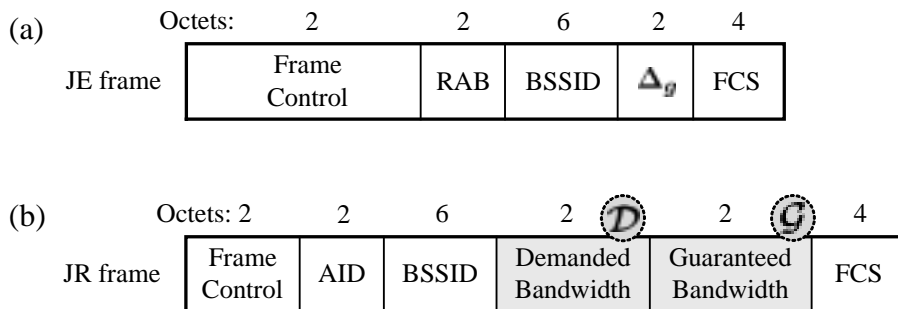 (a)
Octets: 2 2 6 2 4
JE frame
Frame Control RAB BSSID Δg FCS
(b)
Octets: 2 2 6 2 𝒟 2 𝒢 4
JR frame
Frame Control AID BSSID Demanded Bandwidth Guaranteed Bandwidth FCS